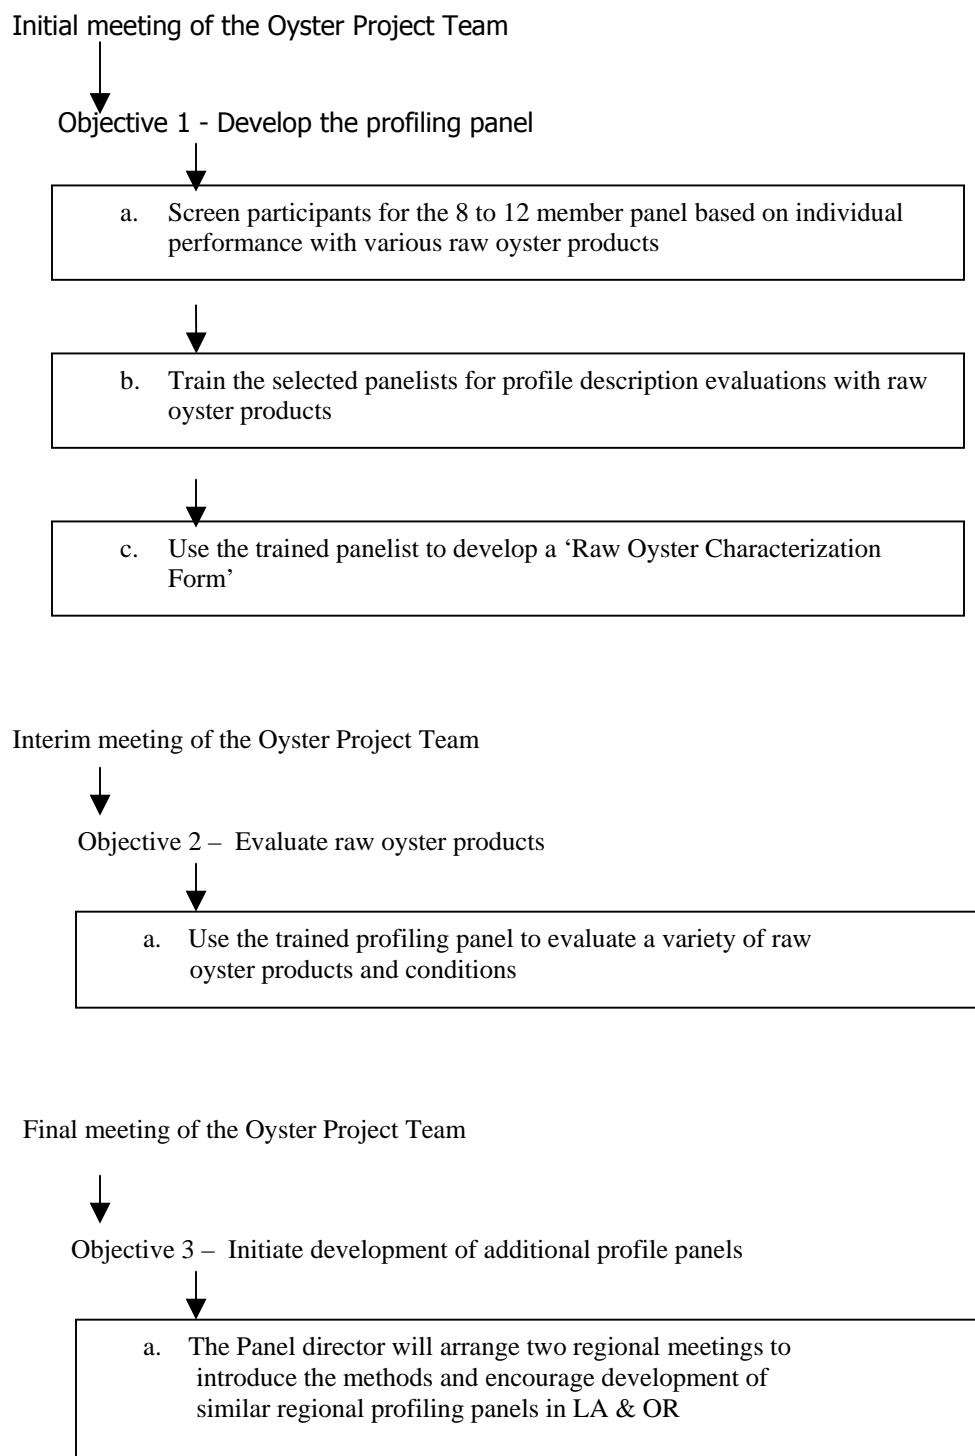 Initial meeting of the Oyster Project Team
Objective 1 - Develop the profiling panel
a. Screen participants for the 8 to 12 member panel based on individual
performance with various raw oyster products
b. Train the selected panelists for profile description evaluations with raw
oyster products
c. Use the trained panelist to develop a ‘Raw Oyster Characterization
Form’
Interim meeting of the Oyster Project Team
Objective 2 – Evaluate raw oyster products
a. Use the trained profiling panel to evaluate a variety of raw
oyster products and conditions
Final meeting of the Oyster Project Team
Objective 3 – Initiate development of additional profile panels
a. The Panel director will arrange two regional meetings to
introduce the methods and encourage development of
similar regional profiling panels in LA & OR